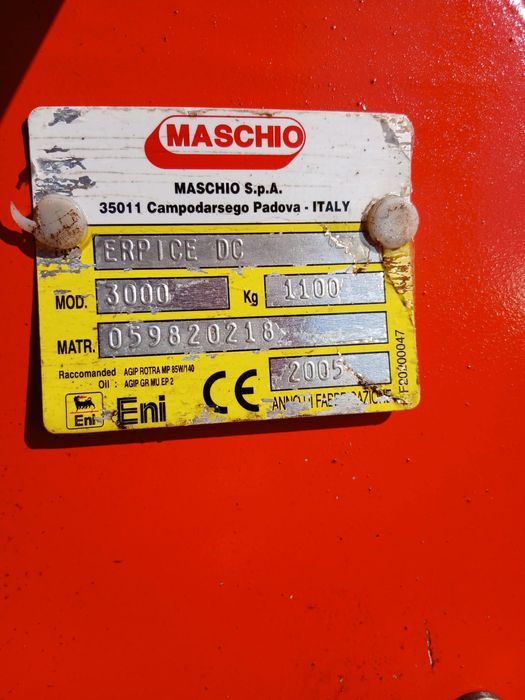 MASCHIO
MASCHIO S.p.A.
35011 Campodarsego Padova - ITALY
ERPICE DC
MOD. 3000 Kg 1100
MATR. 059820218
Raccomanded AGIP ROTRA MP 85W/140
Oil : AGIP GR MU EP 2
2005
Eni Eni CE ANNO DI FABBRICAZIONE
F20200047